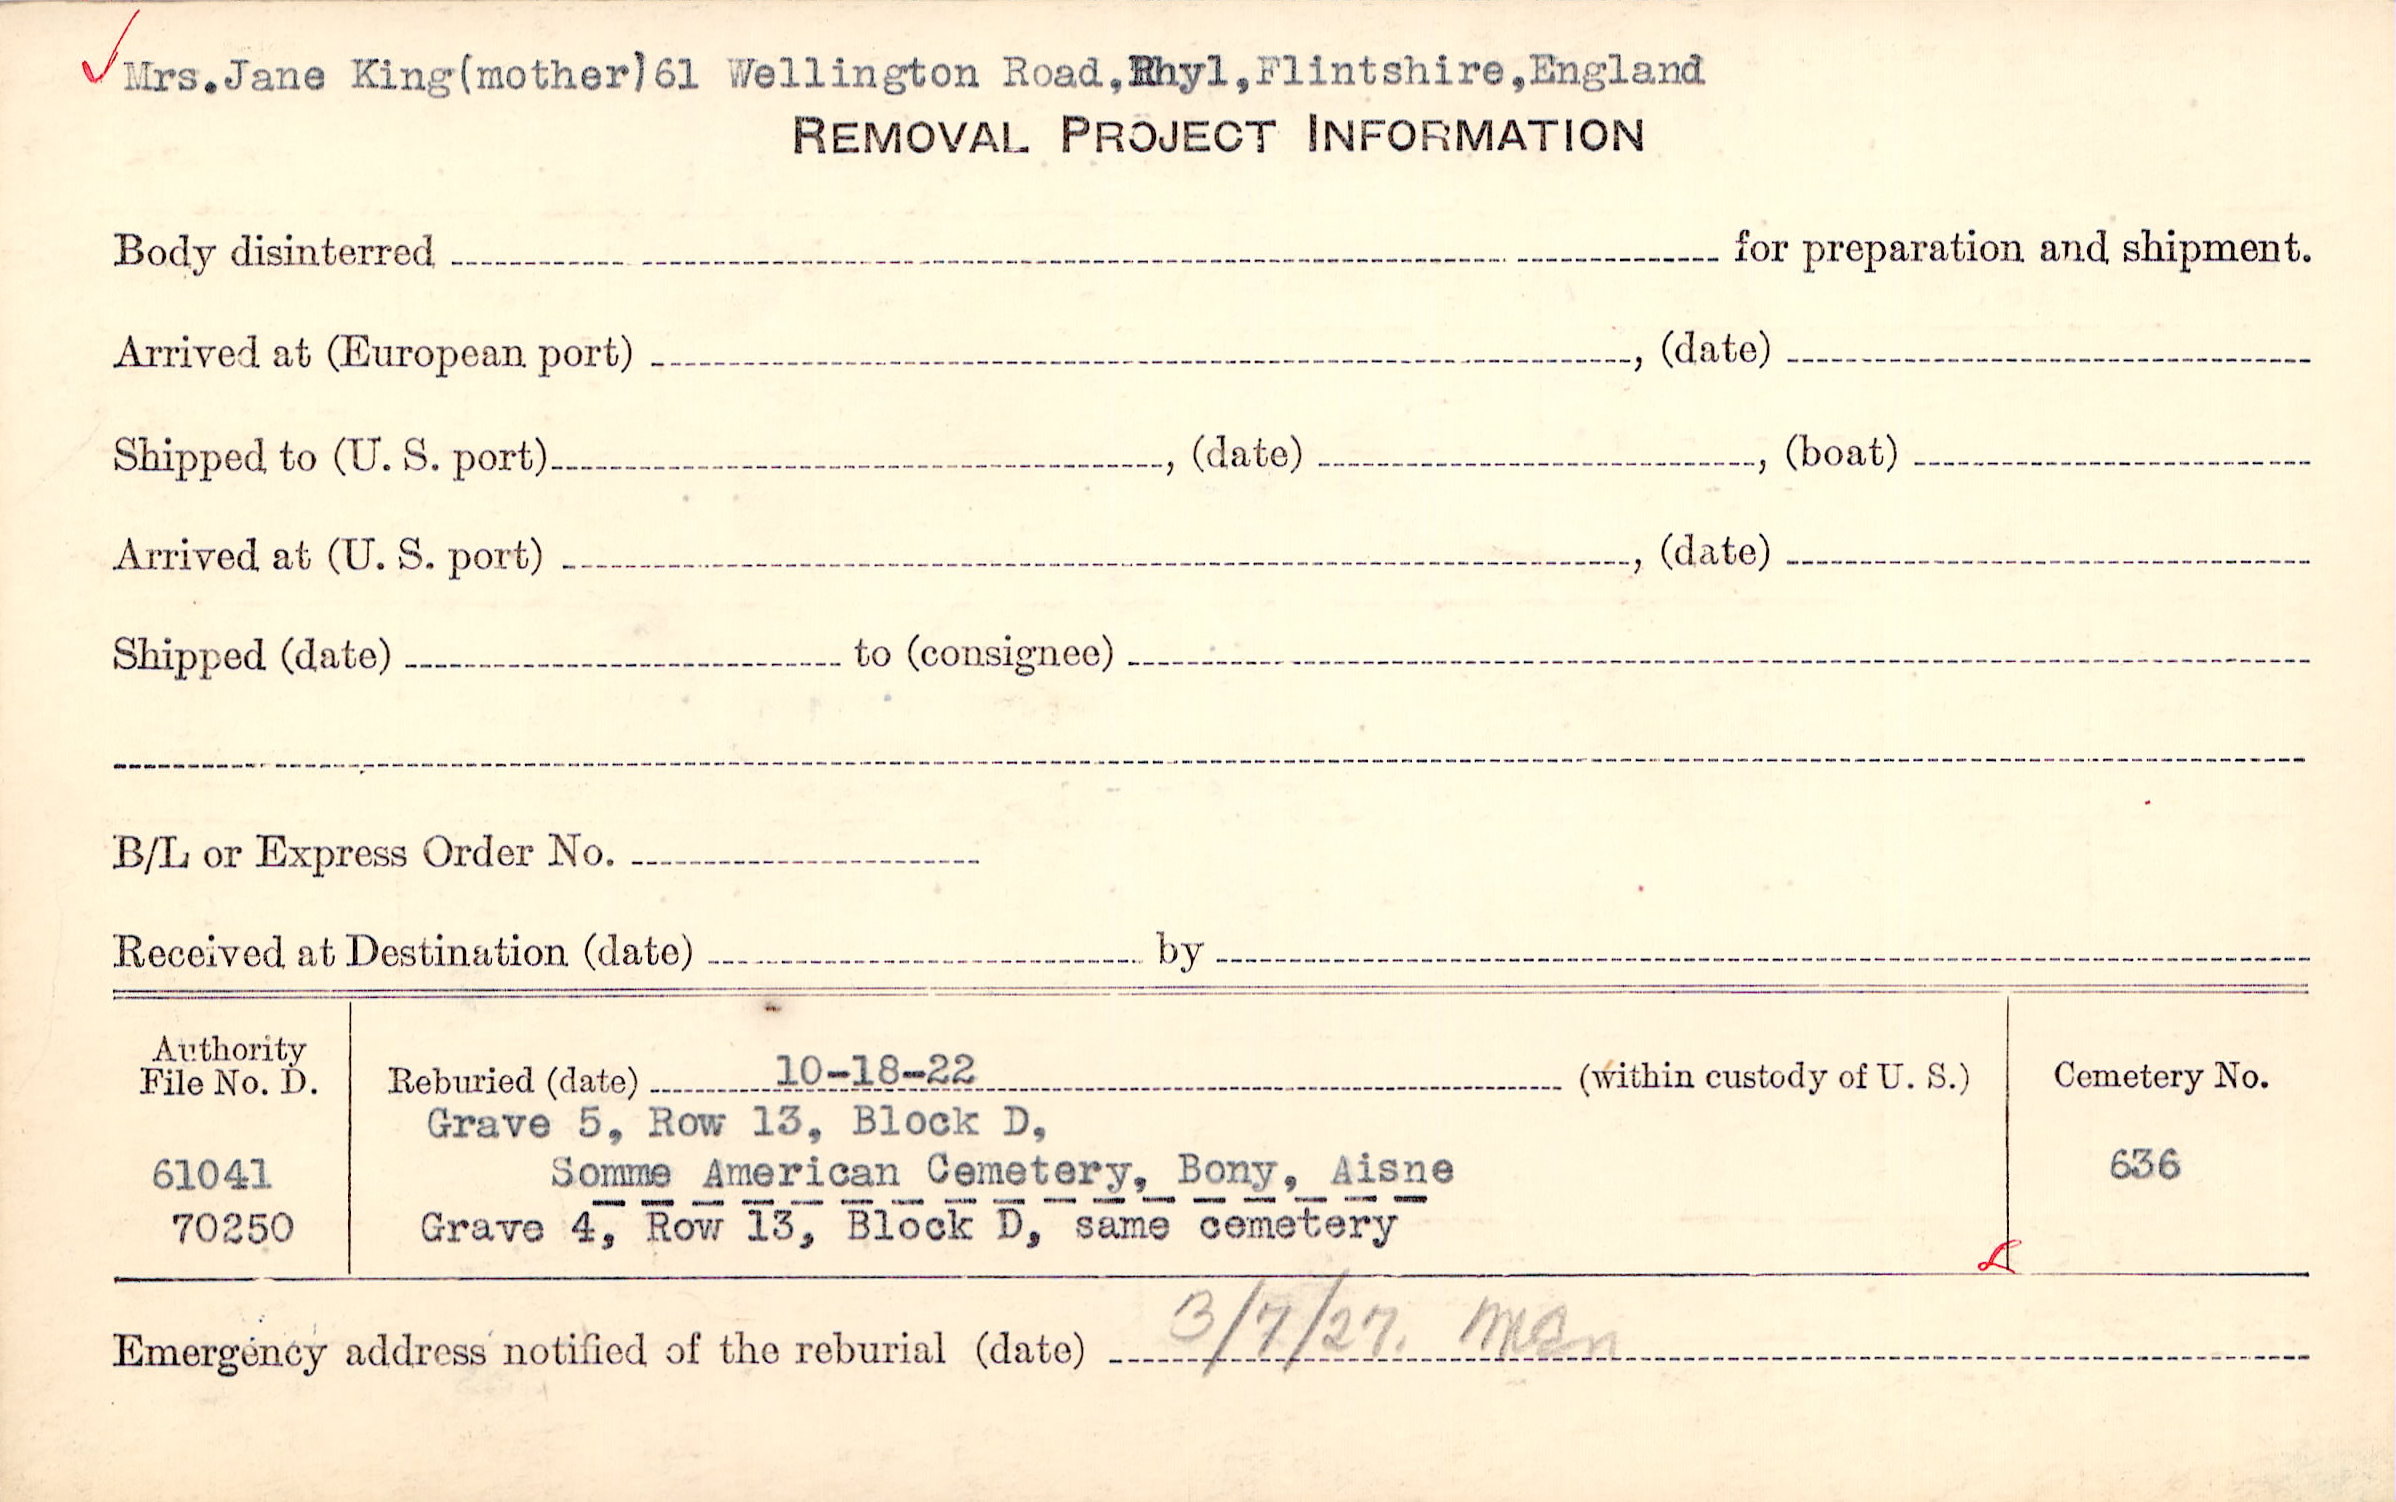 Mrs.Jane King(mother)61 Wellington Road,Rhyl,Flintshire,England
REMOVAL PROJECT INFORMATION
Body disinterred for preparation and shipment.
Arrived at (European port) , (date)
Shipped to (U. S. port) , (date) , (boat)
Arrived at (U. S. port) , (date)
Shipped (date) to (consignee)
B/L or Express Order No.
Received at Destination (date) by
Authority
File No. D.
61041
70250
Reburied (date) 10-18-22 (within custody of U. S.)
Grave 5, Row 13, Block D,
Somme American Cemetery, Bony, Aisne
Grave 4, Row 13, Block D, same cemetery
Cemetery No.
636
Emergency address notified of the reburial (date) 3/7/27.